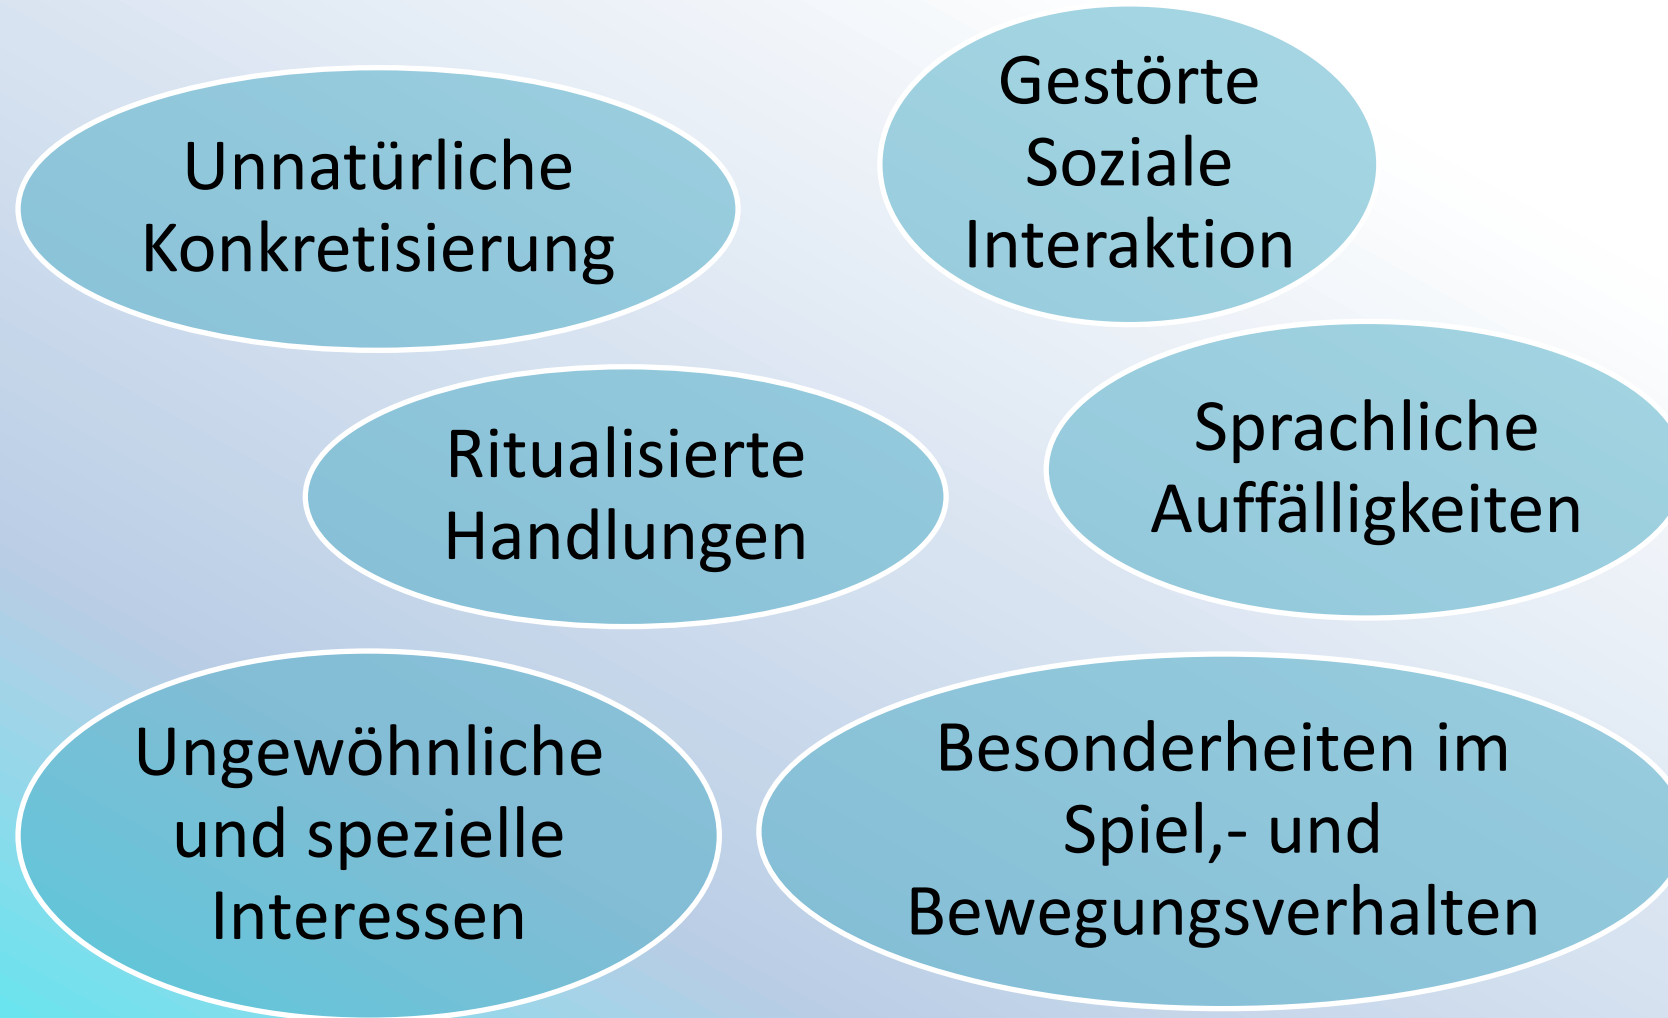 Unnatürliche
Konkretisierung
Gestörte
Soziale
Interaktion
Ritualisierte
Handlungen
Sprachliche
Auffälligkeiten
Ungewöhnliche
und spezielle
Interessen
Besonderheiten im
Spiel,- und
Bewegungsverhalten